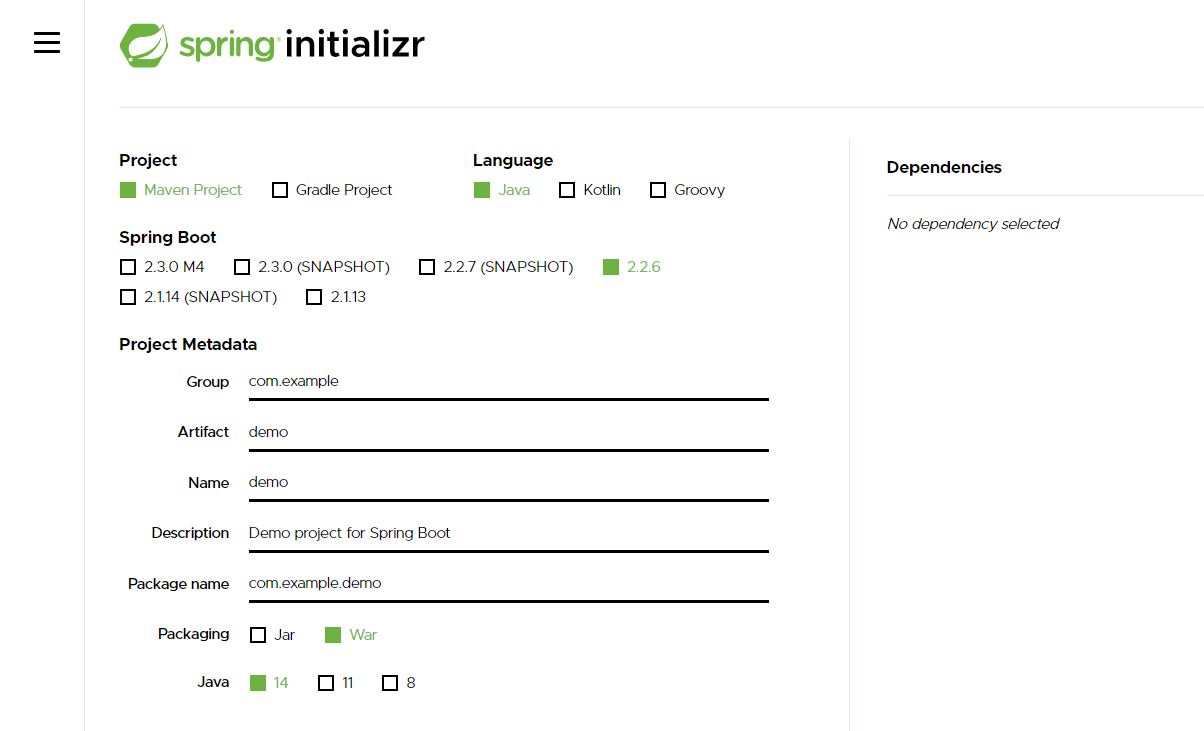 spring initializr
Project
Maven Project Gradle Project
Language
Java Kotlin Groovy
Spring Boot
2.3.0 M4 2.3.0 (SNAPSHOT) 2.2.7 (SNAPSHOT) 2.2.6
2.1.14 (SNAPSHOT) 2.1.13
Project Metadata
Group com.example
Artifact demo
Name demo
Description Demo project for Spring Boot
Package name com.example.demo
Packaging Jar War
Java 14 11 8
Dependencies
No dependency selected